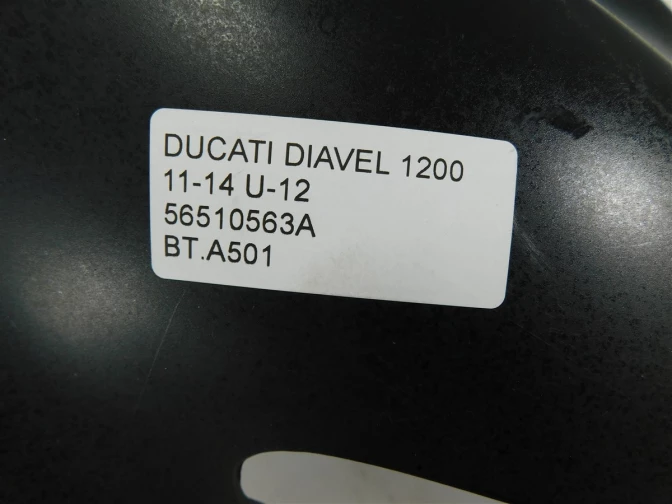 DUCATI DIAVEL 1200
11-14 U-12
56510563A
BT.A501